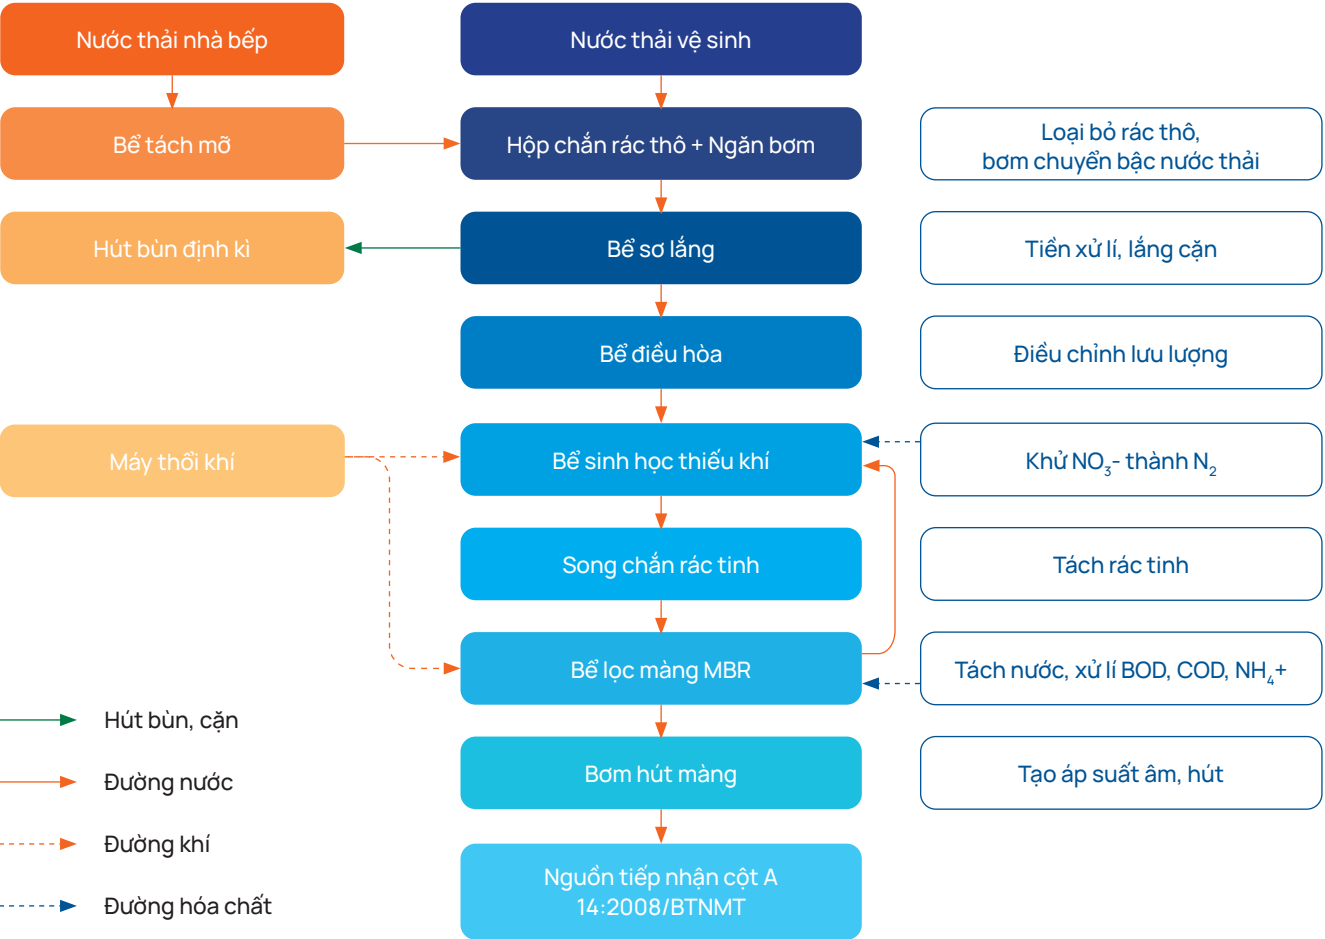 Nước thải nhà bếp
Nước thải vệ sinh
Bể tách mỡ
Hộp chắn rác thô + Ngăn bơm
Loại bỏ rác thô,
bơm chuyển bậc nước thải
Hút bùn định kì
Bể sơ lắng
Tiền xử lí, lắng cặn
Bể điều hòa
Điều chỉnh lưu lượng
Máy thổi khí
Bể sinh học thiếu khí
Khử NO₃- thành N₂
Song chắn rác tinh
Tách rác tinh
Bể lọc màng MBR
Tách nước, xử lí BOD, COD, NH₄+
Bơm hút màng
Tạo áp suất âm, hút
Nguồn tiếp nhận cột A
14:2008/BTNMT
Hút bùn, cặn
Đường nước
Đường khí
Đường hóa chất